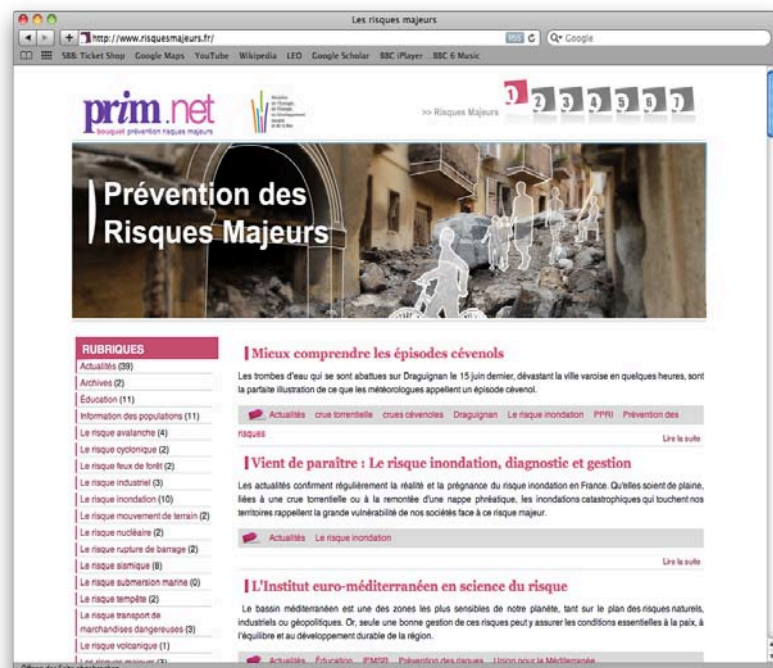 Les risques majeurs
http://www.risquesmajeurs.fr/
RSS
Google
SBB: Ticket Shop Google Maps YouTube Wikipedia LEO Google Scholar BBC iPlayer ...BBC 6 Music
prim.net
bouquet prévention risques majeurs
>> Risques Majeurs 1 2 3 4 5 6 7
Prévention des
Risques Majeurs
RUBRIQUES
Actualités (39)
Archives (2)
Éducation (11)
Information des populations (11)
Le risque avalanche (4)
Le risque cyclonique (2)
Le risque feux de forêt (2)
Le risque industriel (3)
Le risque inondation (10)
Le risque mouvement de terrain (2)
Le risque nucléaire (2)
Le risque rupture de barrage (2)
Le risque sismique (8)
Le risque submersion marine (0)
Le risque tempête (2)
Le risque transport de
marchandises dangereuses (3)
Le risque volcanique (1)
Les risques majeurs (3)
Mieux comprendre les épisodes cévenols
Les trombes d'eau qui se sont abattues sur Draguignan le 15 juin dernier, dévastant la ville varoise en quelques heures, sont
la parfaite illustration de ce que les météorologues appellent un épisode cévenol.
Actualités crue torrentielle crues cévenoles Draguignan Le risque inondation PPRI Prévention des
risques
Lire la suite
Vient de paraître : Le risque inondation, diagnostic et gestion
Les actualités confirment régulièrement la réalité et la prégnance du risque inondation en France. Qu'elles soient de plaine,
liées à une crue torrentielle ou à la remontée d'une nappe phréatique, les inondations catastrophiques qui touchent nos
territoires rappellent la grande vulnérabilité de nos sociétés face à ce risque majeur.
Actualités Le risque inondation
Lire la suite
L'Institut euro-méditerranéen en science du risque
Le bassin méditerranéen est une des zones les plus sensibles de notre planète, tant sur le plan des risques naturels,
industriels ou géopolitiques. Or, seule une bonne gestion de ces risques peut y assurer les conditions essentielles à la paix, à
l'équilibre et au développement durable de la région.
Actualités Éducation IEMSR Prévention des risques Union pour la Méditerranée